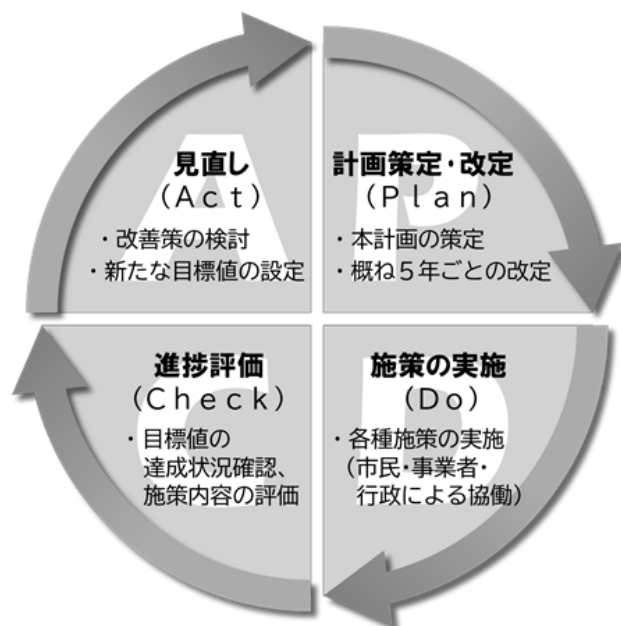 見直し
(Act)
・改善策の検討
・新たな目標値の設定
計画策定・改定
(Plan)
・本計画の策定
・概ね5年ごとの改定
進捗評価
(Check)
・目標値の
達成状況確認、
施策内容の評価
施策の実施
(Do)
・各種施策の実施
(市民・事業者・
行政による協働)
A
P
C
D